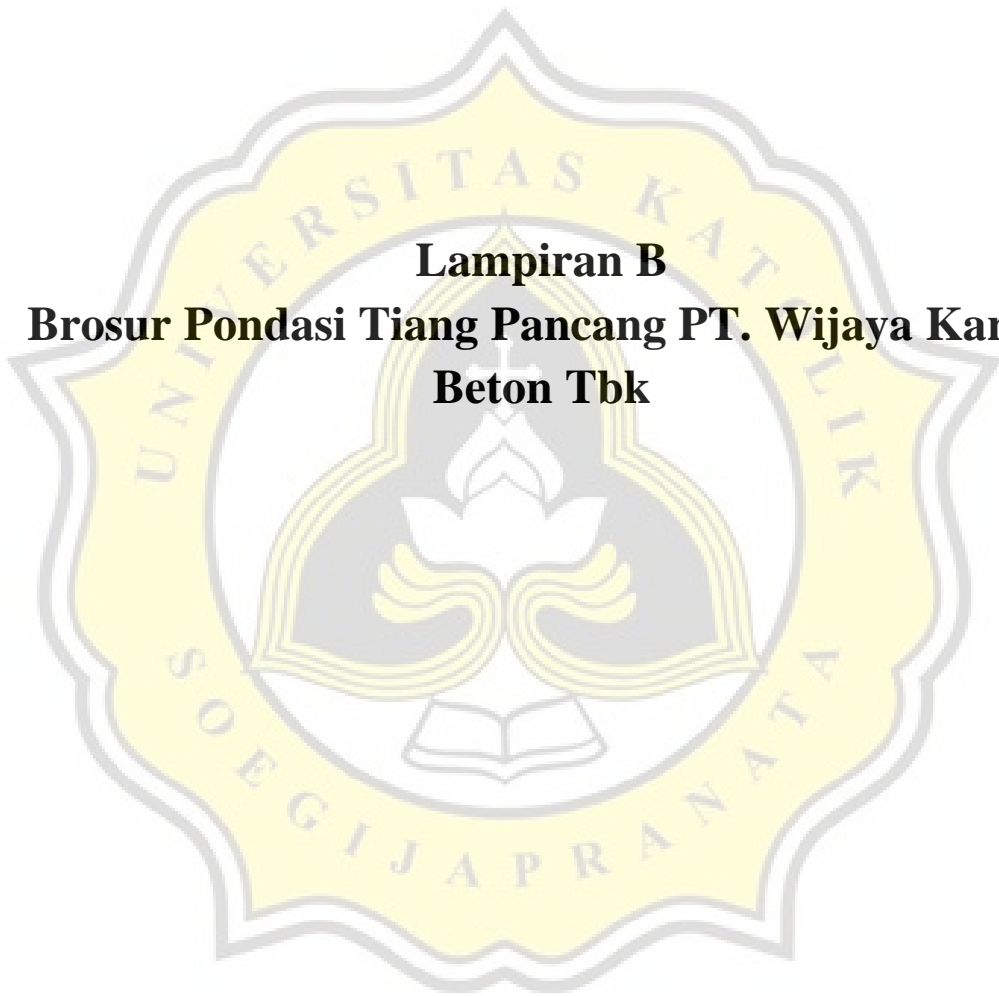 UNIVERSITAS KATOLIK
Lampiran B
Brosur Pondasi Tiang Pancang PT. Wijaya Kar
Beton Tbk
SOEGIJAPRANATA